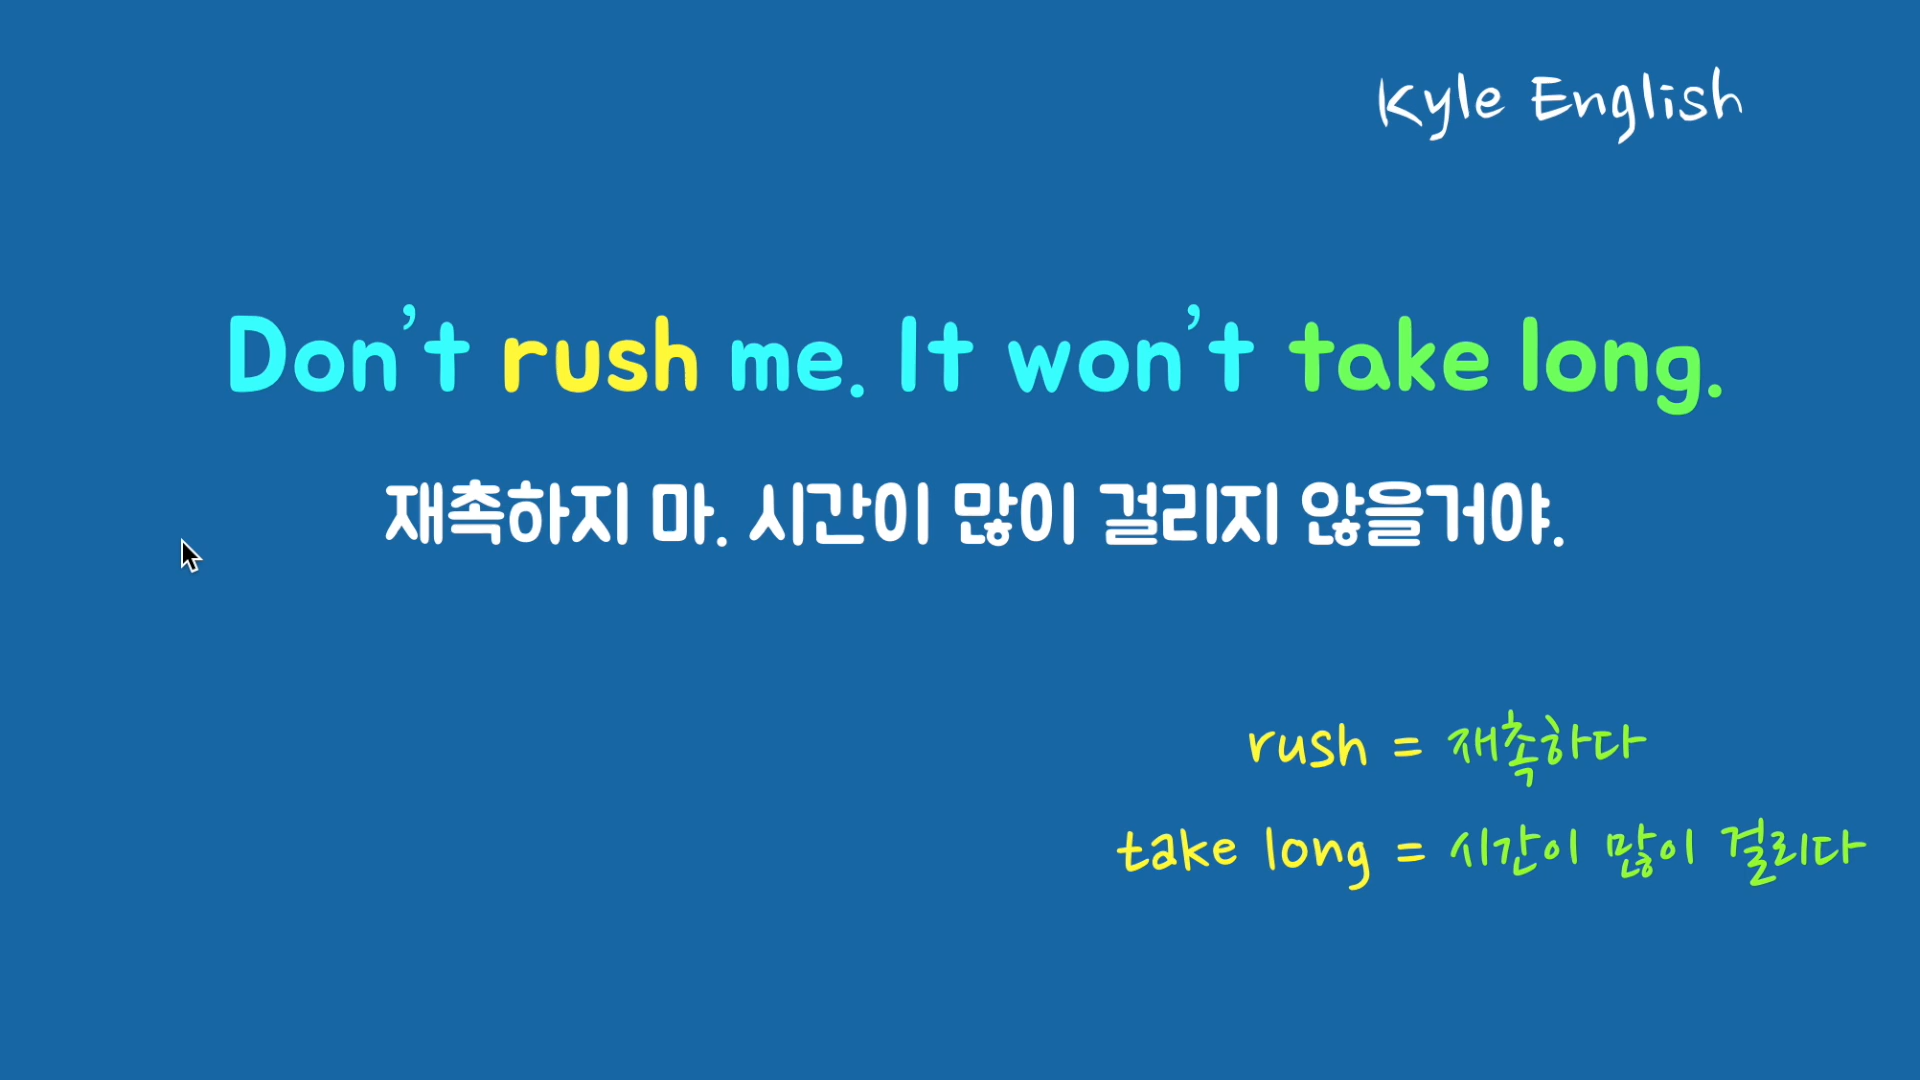 Kyle English
Don't rush me. It won't take long.
재촉하지 마. 시간이 많이 걸리지 않을거야.
rush = 재촉하다
take long = 시간이 많이 걸리다